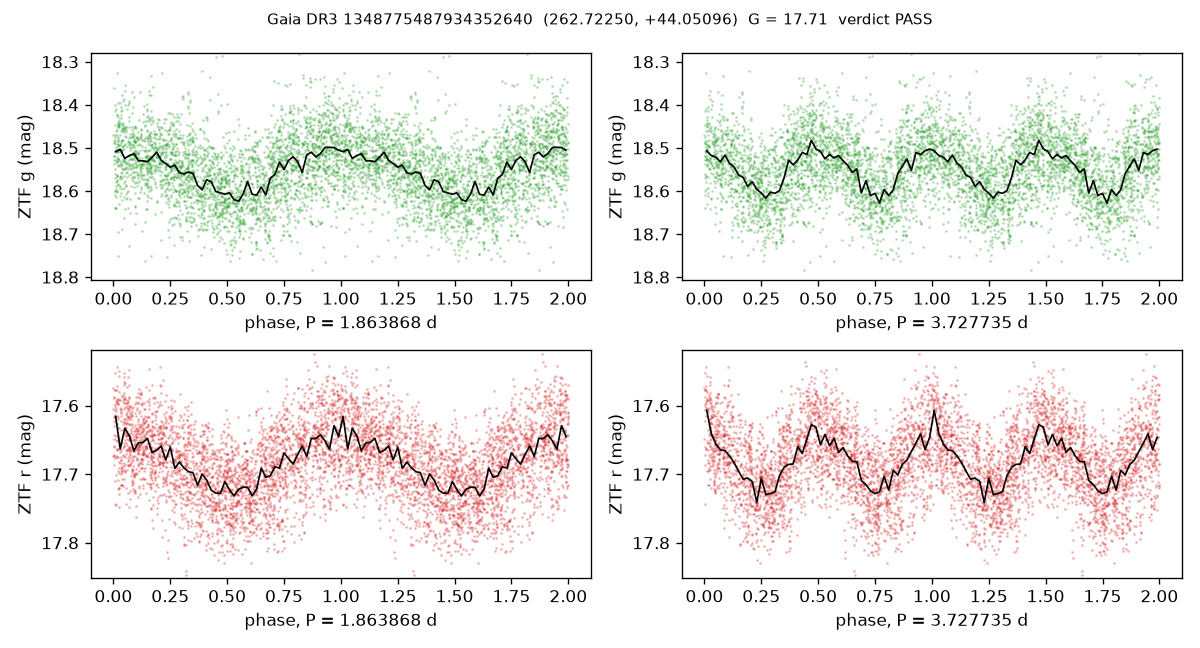 Gaia DR3 1348775487934352640 (262.72250, +44.05096) G = 17.71 verdict PASS
ZTF g (mag)
18.3
18.4
18.5
18.6
18.7
18.8
0.00 0.25 0.50 0.75 1.00 1.25 1.50 1.75 2.00
phase, P = 1.863868 d
ZTF g (mag)
18.3
18.4
18.5
18.6
18.7
18.8
0.00 0.25 0.50 0.75 1.00 1.25 1.50 1.75 2.00
phase, P = 3.727735 d
ZTF r (mag)
17.6
17.7
17.8
0.00 0.25 0.50 0.75 1.00 1.25 1.50 1.75 2.00
phase, P = 1.863868 d
ZTF r (mag)
17.6
17.7
17.8
0.00 0.25 0.50 0.75 1.00 1.25 1.50 1.75 2.00
phase, P = 3.727735 d